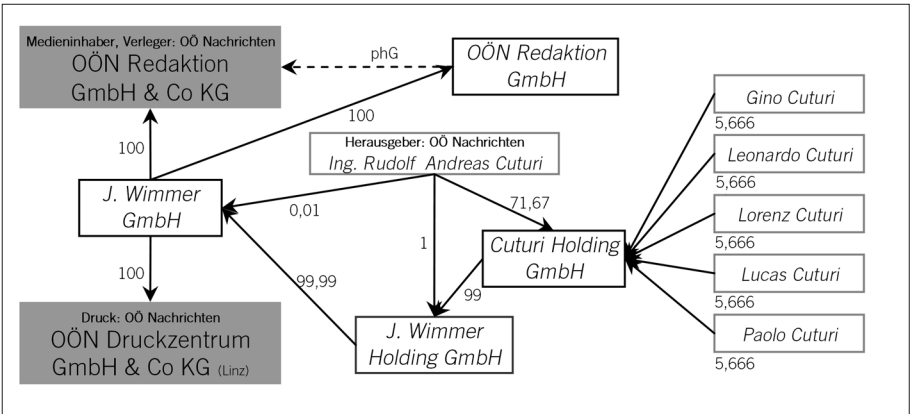 Medieninhaber, Verleger: OÖ Nachrichten
OÖN Redaktion
GmbH & Co KG
phG
OÖN Redaktion
GmbH
100
100
Herausgeber: OÖ Nachrichten
Ing. Rudolf Andreas Cuturi
J. Wimmer
GmbH
0,01
71,67
1
Cuturi Holding
GmbH
99,99
99
100
J. Wimmer
Holding GmbH
Druck: OÖ Nachrichten
OÖN Druckzentrum
GmbH & Co KG (Linz)
Gino Cuturi
5,666
Leonardo Cuturi
5,666
Lorenz Cuturi
5,666
Lucas Cuturi
5,666
Paolo Cuturi
5,666